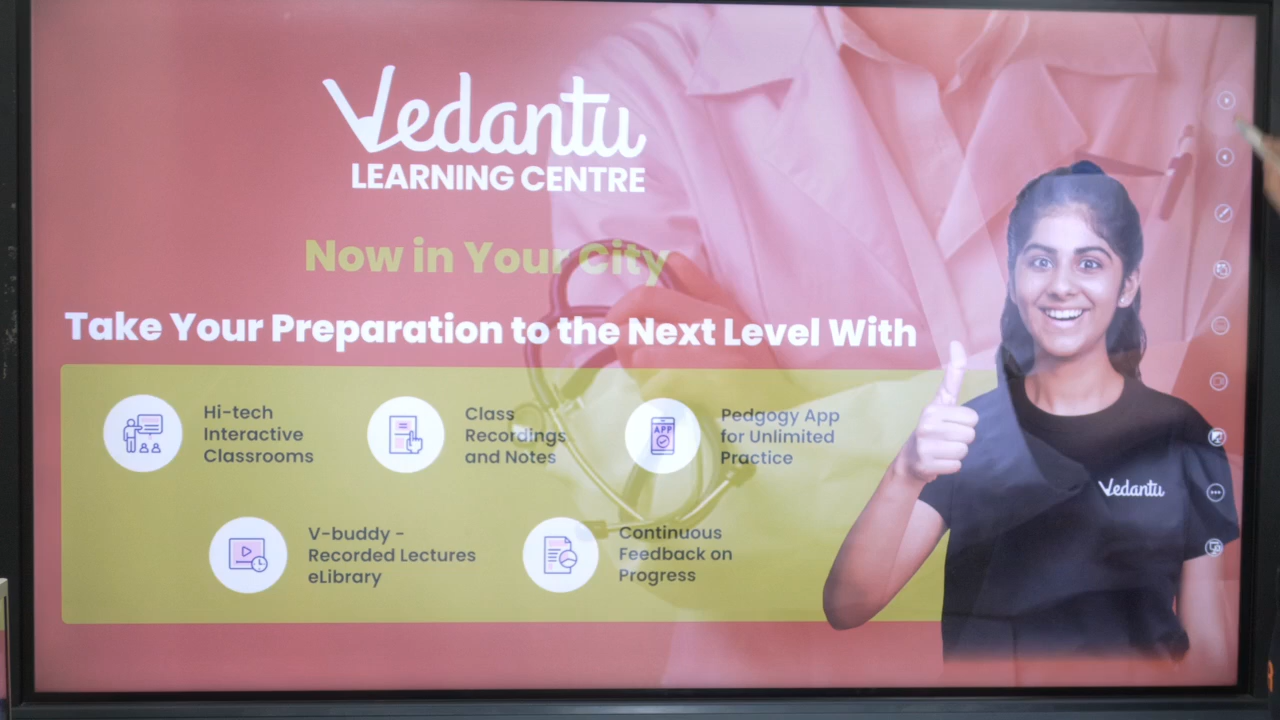 Vedantu
LEARNING CENTRE
Now in Your City
Take Your Preparation to the Next Level With
Hi-tech
Interactive
Classrooms
Class
Recordings
and Notes
APP
Pedgogy App
for Unlimited
Practice
V-buddy -
Recorded Lectures
eLibrary
Continuous
Feedback on
Progress
Vedantu